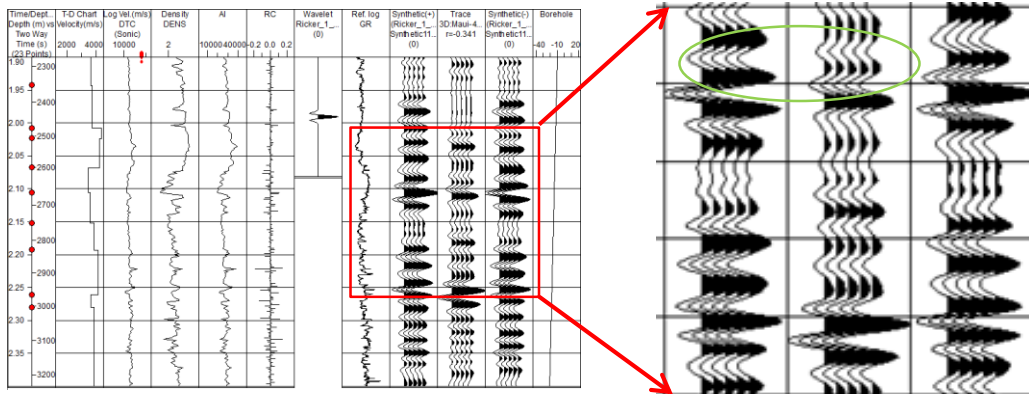 Time/Dept...
Depth (m) vs
Two Way
Time (s)
(23 Points)
T-D Chart
Velocity(m/s)
2000 4000
Log Vel.(m/s)
DTC
(Sonic)
10000
Density
DENS
2
AI
10000 40000
RC
-0.2 0.0 0.2
Wavelet
Ricker_1_...
(0)
Ref. log
GR
Synthetic(+)
(Ricker_1_...
Synthetic11...
(0)
Trace
3D:Maui-4...
r=-0.341
Synthetic(-)
(Ricker_1_...
Synthetic11...
(0)
Borehole
-40 -20 0
1.90
2300
1.95
2400
2.00
2500
2.05
2600
2.10
2700
2.15
2800
2.20
2900
2.25
3000
2.30
3100
2.35
3200